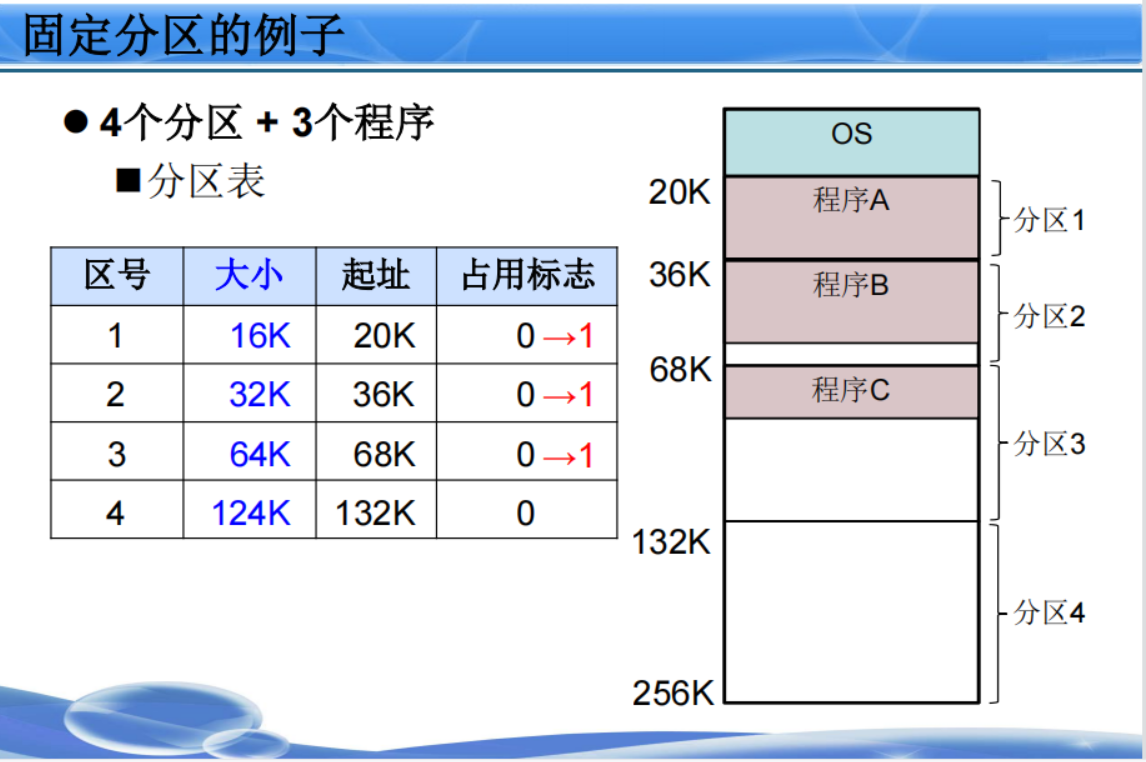 固定分区的例子
● 4个分区 + 3个程序
■分区表
区号 大小 起址 占用标志
1 16K 20K 0→1
2 32K 36K 0→1
3 64K 68K 0→1
4 124K 132K 0
OS
20K 程序A 分区1
36K 程序B 分区2
68K 程序C 分区3
132K 分区4
256K